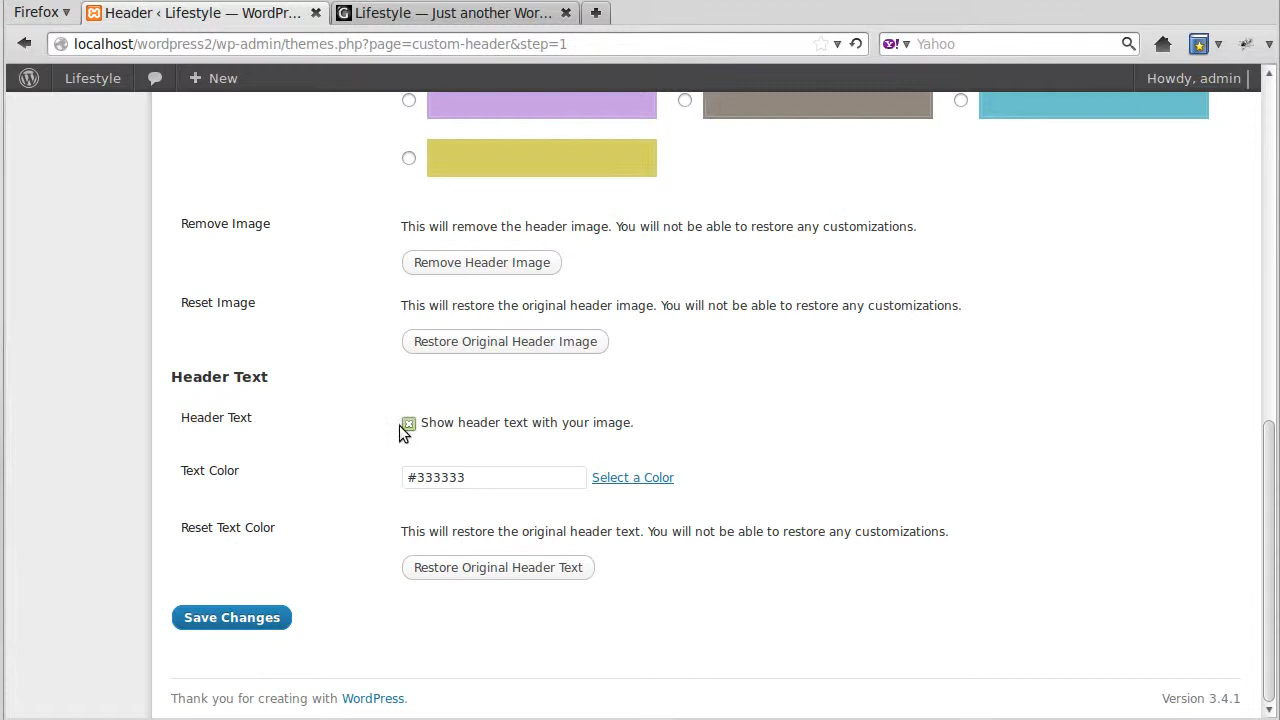 Firefox
Header ‹ Lifestyle — WordPr...
Lifestyle — Just another Wor...
localhost/wordpress2/wp-admin/themes.php?page=custom-header&step=1
Yahoo
Lifestyle
New
Howdy, admin
Remove Image
This will remove the header image. You will not be able to restore any customizations.
Remove Header Image
Reset Image
This will restore the original header image. You will not be able to restore any customizations.
Restore Original Header Image
Header Text
Header Text
Show header text with your image.
Text Color
#333333
Select a Color
Reset Text Color
This will restore the original header text. You will not be able to restore any customizations.
Restore Original Header Text
Save Changes
Thank you for creating with WordPress.
Version 3.4.1